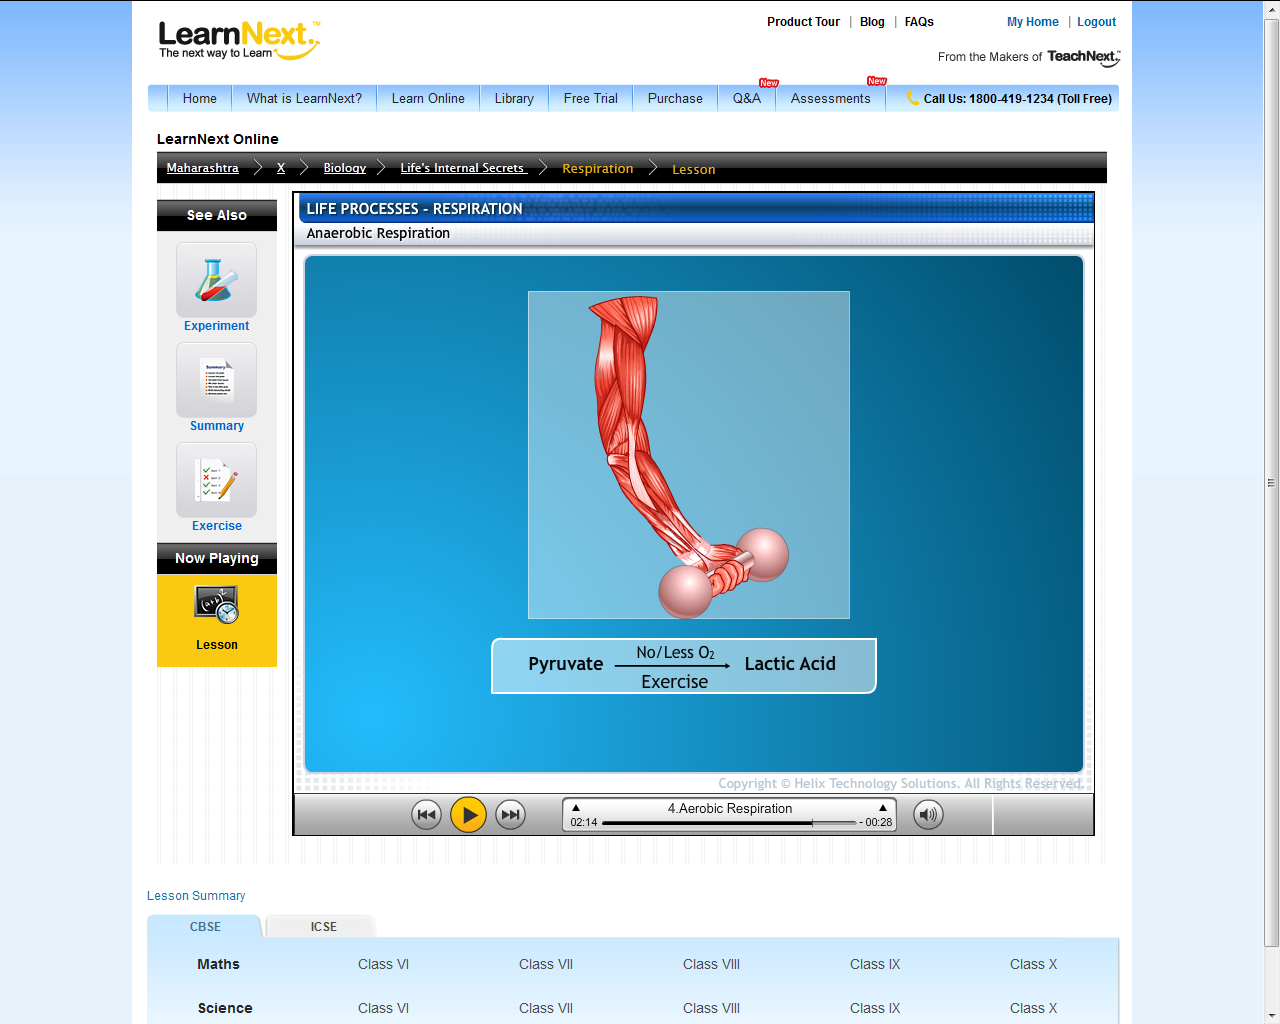 Product Tour | Blog | FAQs My Home | Logout
LearnNext.™
The next way to Learn
From the Makers of TeachNext.™
New New
Home What is LearnNext? Learn Online Library Free Trial Purchase Q&A Assessments Call Us: 1800-419-1234 (Toll Free)
LearnNext Online
Maharashtra X Biology Life's Internal Secrets Respiration Lesson
See Also
Experiment
Summary
Summary
Exercise
Now Playing
(a+b)²
Lesson
LIFE PROCESSES - RESPIRATION
Anaerobic Respiration
No/Less O₂
Pyruvate Lactic Acid
Exercise
Copyright © Helix Technology Solutions. All Rights Reserved.
4.Aerobic Respiration
02:14 - 00:28
Lesson Summary
CBSE ICSE
Maths Class VI Class VII Class VIII Class IX Class X
Science Class VI Class VII Class VIII Class IX Class X